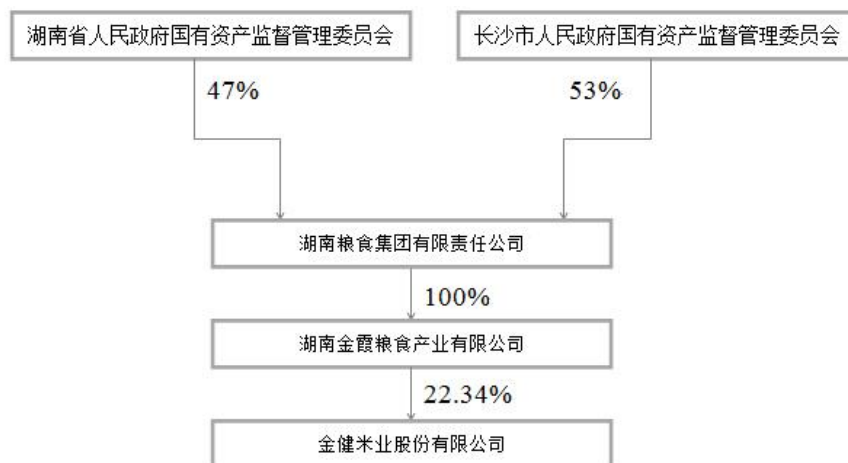 湖南省人民政府国有资产监督管理委员会
长沙市人民政府国有资产监督管理委员会
47%
53%
湖南粮食集团有限责任公司
100%
湖南金霞粮食产业有限公司
22.34%
金健米业股份有限公司